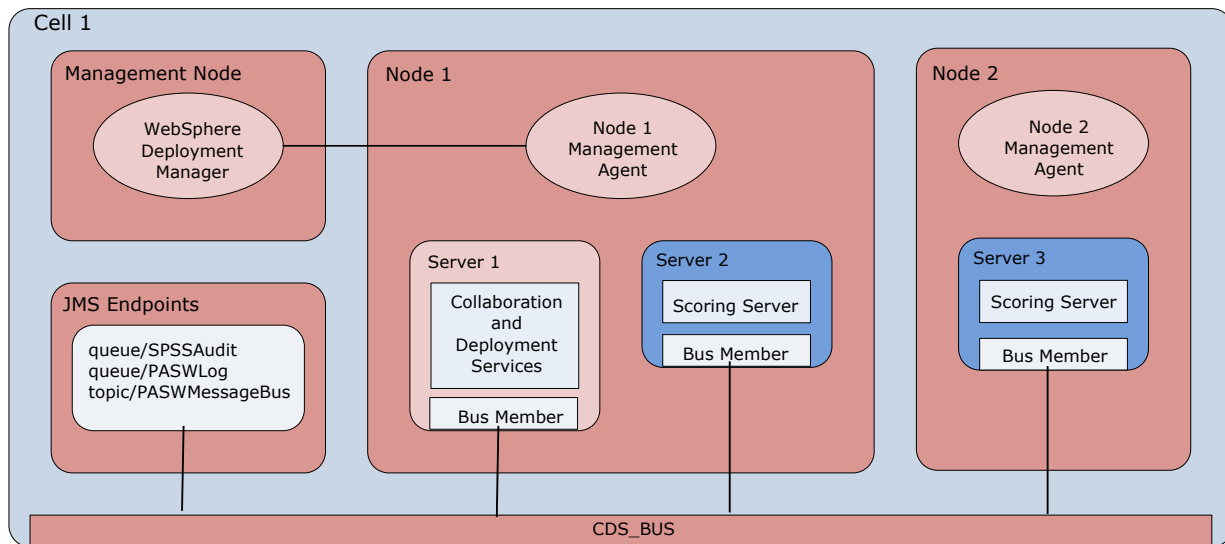 Cell 1
Management Node
WebSphere
Deployment
Manager
Node 1
Node 1
Management
Agent
Node 2
Node 2
Management
Agent
JMS Endpoints
queue/SPSSAudit
queue/PASWLog
topic/PASWMessageBus
Server 1
Collaboration
and
Deployment
Services
Bus Member
Server 2
Scoring Server
Bus Member
Server 3
Scoring Server
Bus Member
CDS_BUS